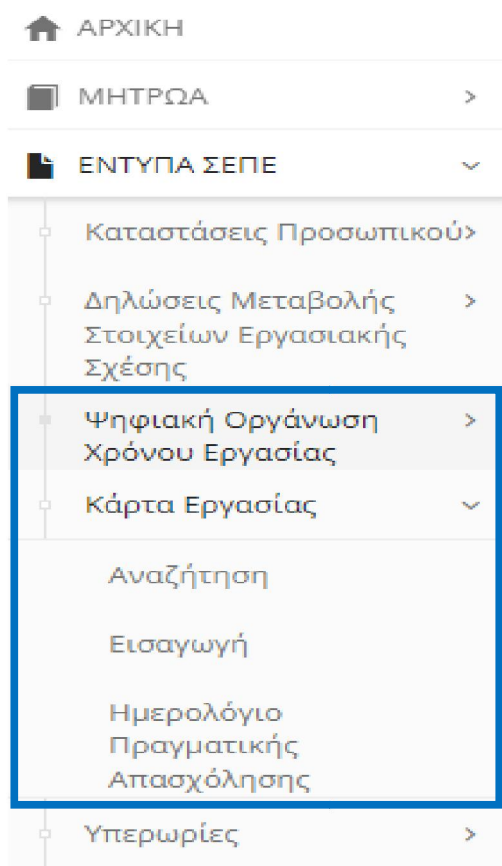 ΑΡΧΙΚΗ
ΜΗΤΡΩΑ
ΕΝΤΥΠΑ ΣΕΠΕ
Καταστάσεις Προσωπικού
Δηλώσεις Μεταβολής
Στοιχείων Εργασιακής
Σχέσης
Ψηφιακή Οργάνωση
Χρόνου Εργασίας
Κάρτα Εργασίας
Αναζήτηση
Εισαγωγή
Ημερολόγιο
Πραγματικής
Απασχόλησης
Υπερωρίες